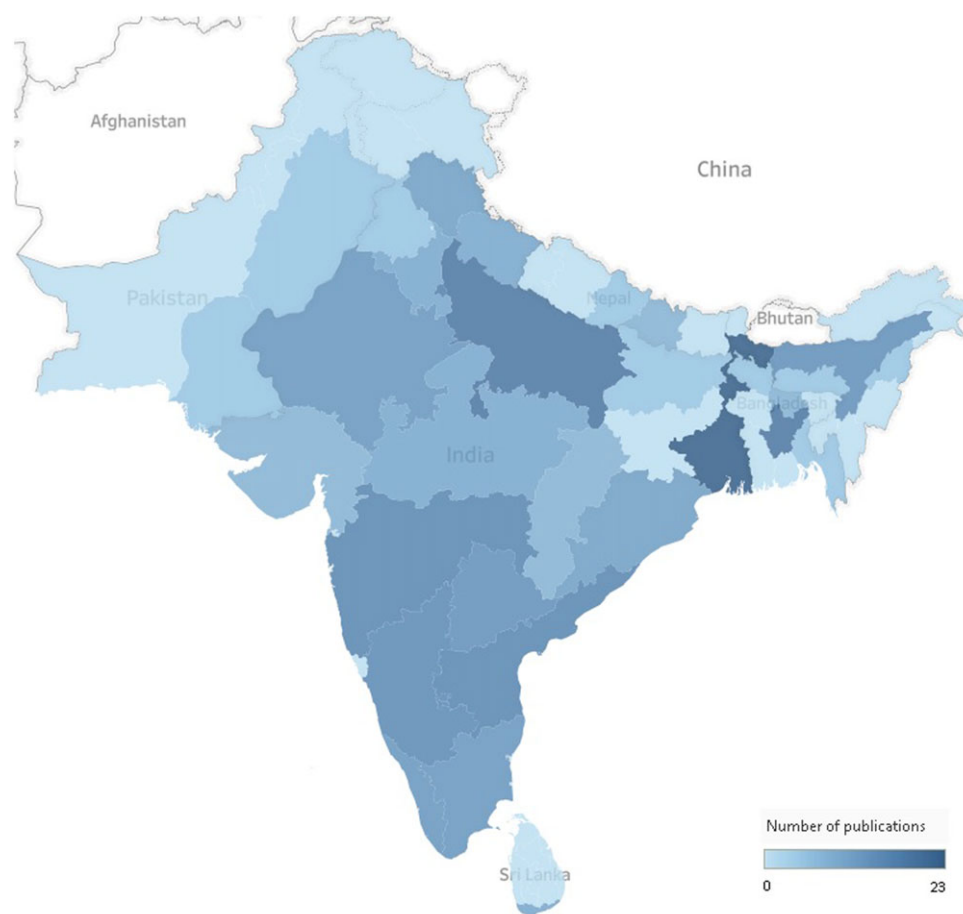 Afghanistan
China
Pakistan
Nepal
Bhutan
Bangladesh
India
Sri Lanka
Number of publications
0 23